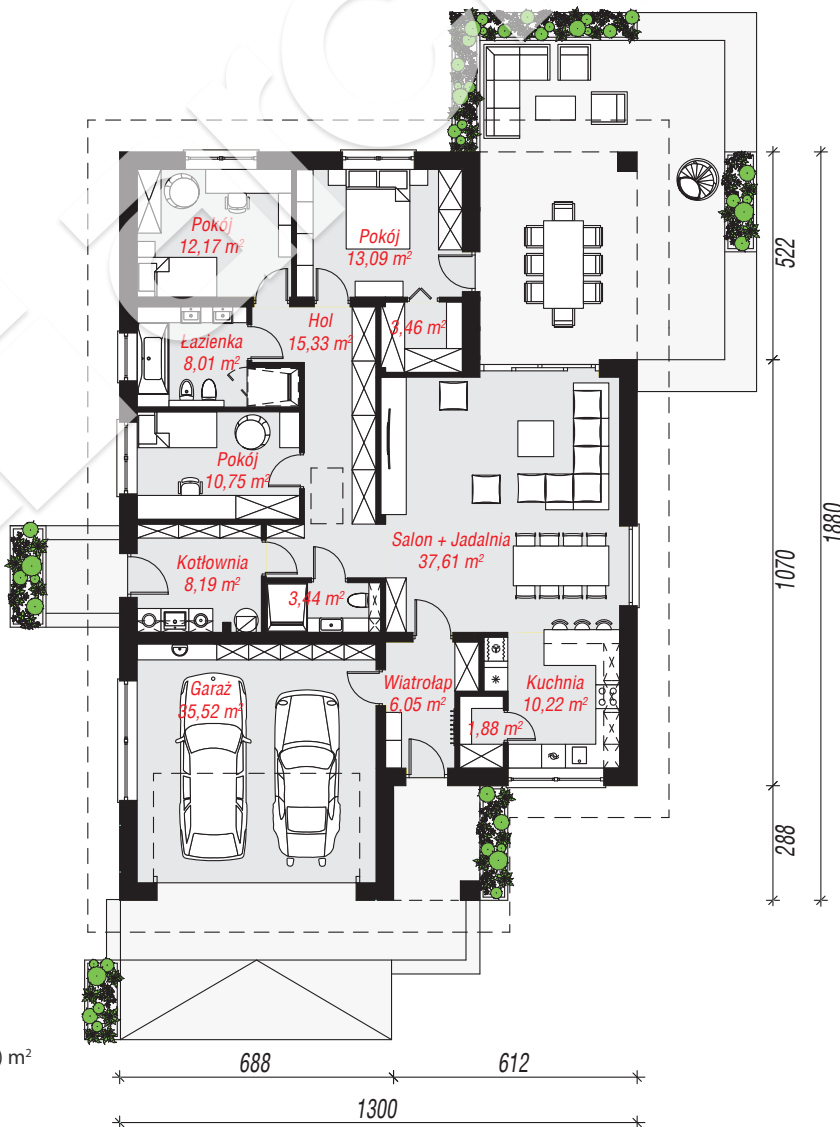 Pokój
12,17 m²
Pokój
13,09 m²
Hol
15,33 m²
3,46 m²
Łazienka
8,01 m²
Pokój
10,75 m²
Salon + Jadalnia
37,61 m²
Kotłownia
8,19 m²
3,44 m²
Garaż
35,52 m²
Wiatrołap
6,05 m²
Kuchnia
10,22 m²
1,88 m²
522
1070
288
1880
m²
688
612
1300